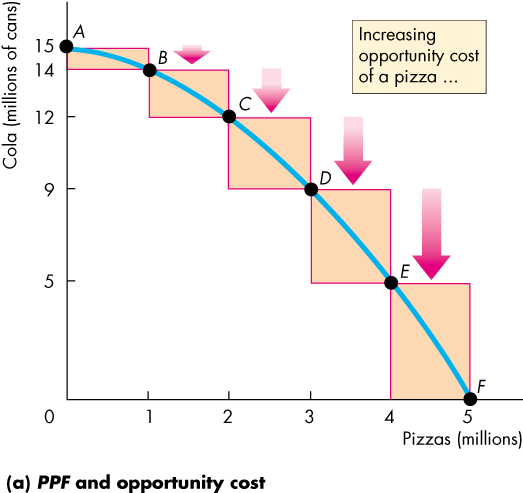 Cola (millions of cans)
15
14
12
9
5
0
A
B
C
D
E
F
Increasing
opportunity cost
of a pizza ...
1
2
3
4
5
Pizzas (millions)
(a) PPF and opportunity cost